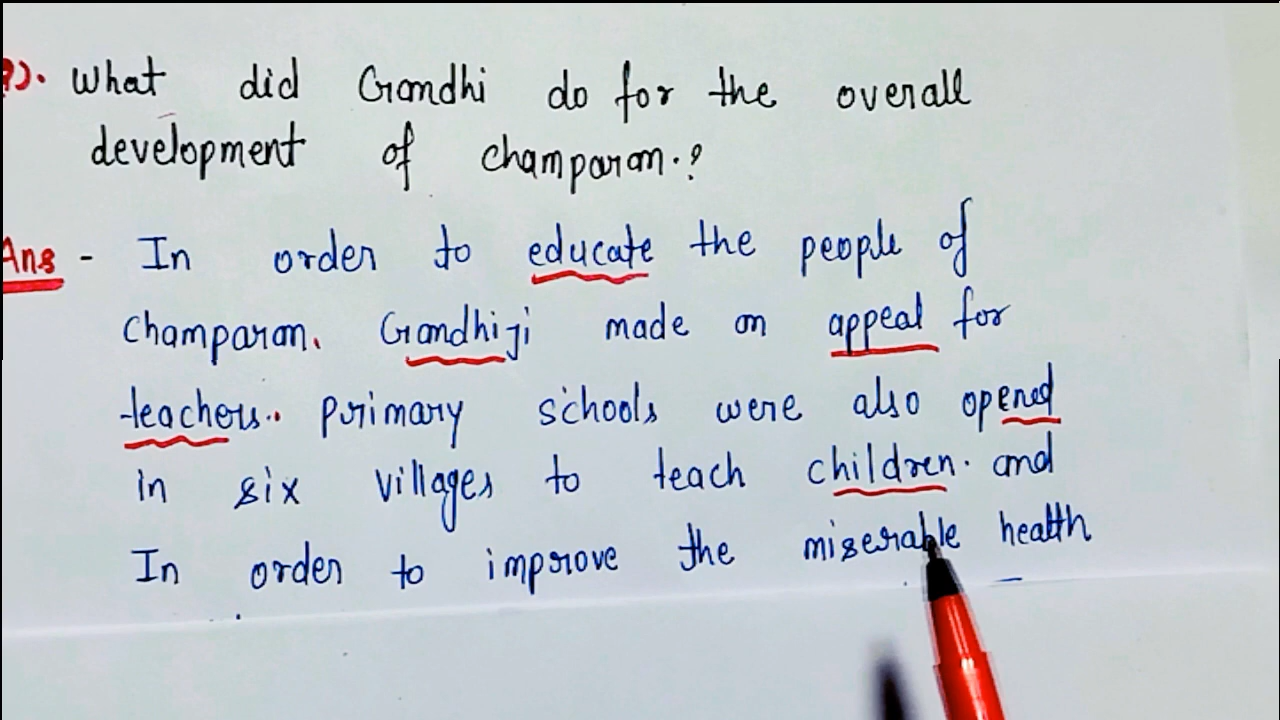 What did Gandhi do for the overall
development of champaran.?
Ans - In order to educate the people of
champaran. Gandhiji made an appeal for
teachers.. primary schools were also opened
in six villages to teach children. and
In order to improve the miserable health